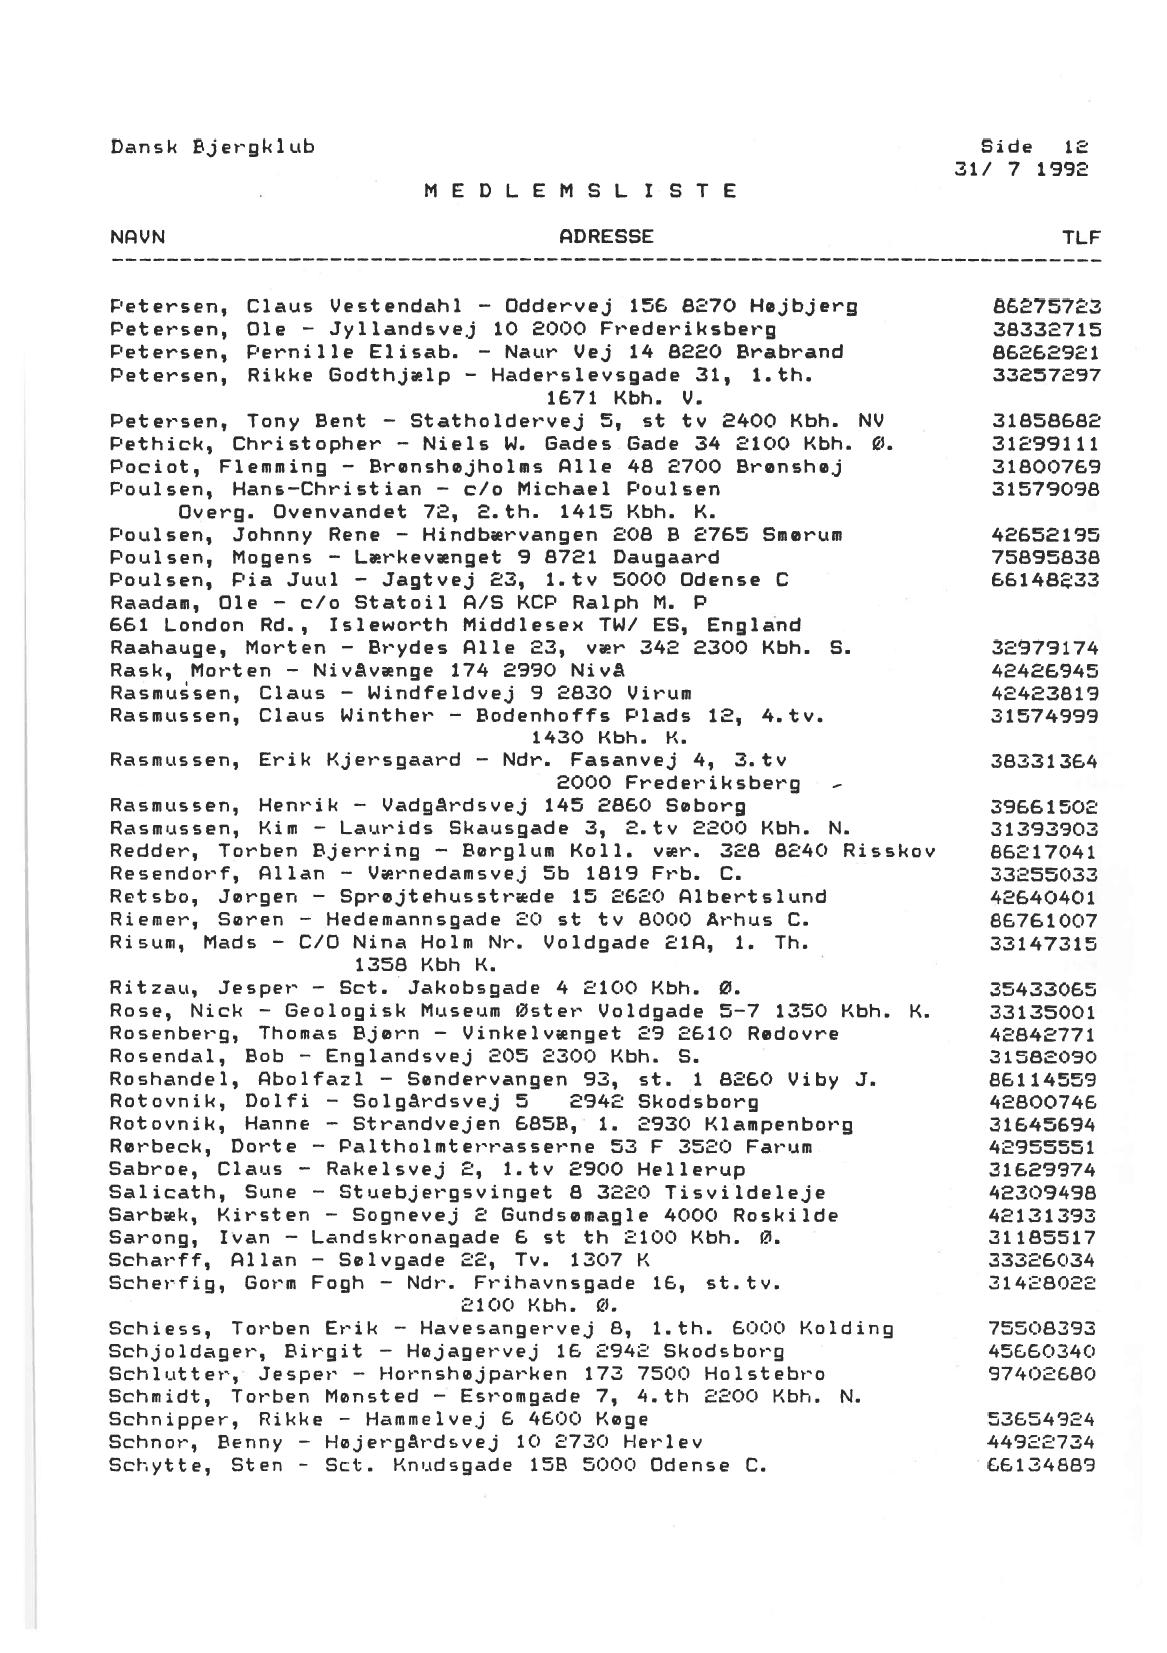 Dansk Bjergklub Side 12
31/ 7 1992
M E D L E M S L I S T E
NAVN ADRESSE TLF
Petersen, Claus Vestendahl - Oddervej 156 8270 Højbjerg 86275723
Petersen, Ole - Jyllandsvej 10 2000 Frederiksberg 38332715
Petersen, Pernille Elisab. - Naur Vej 14 8220 Brabrand 86262921
Petersen, Rikke Godthjælp - Haderslevsgade 31, 1.th. 33257297
1671 Kbh. V.
Petersen, Tony Bent - Statholdervej 5, st tv 2400 Kbh. NV 31858682
Pethick, Christopher - Niels W. Gades Gade 34 2100 Kbh. Ø. 31299111
Pociot, Flemming - Brønshøjholms Alle 48 2700 Brønshøj 31800769
Poulsen, Hans-Christian - c/o Michael Poulsen 31579098
Overg. Ovenvandet 72, 2.th. 1415 Kbh. K.
Poulsen, Johnny Rene - Hindbærvangen 208 B 2765 Smørum 42652195
Poulsen, Mogens - Lærkevænget 9 8721 Daugaard 75895838
Poulsen, Pia Juul - Jagtvej 23, 1.tv 5000 Odense C 66148233
Raadam, Ole - c/o Statoil A/S KCP Ralph M. P
661 London Rd., Isleworth Middlesex TW/ ES, England
Raahauge, Morten - Brydes Alle 23, vær 342 2300 Kbh. S. 32979174
Rask, Morten - Nivåvænge 174 2990 Nivå 42426945
Rasmussen, Claus - Windfeldvej 9 2830 Virum 42423819
Rasmussen, Claus Winther - Bodenhoffs Plads 12, 4.tv. 31574999
1430 Kbh. K.
Rasmussen, Erik Kjersgaard - Ndr. Fasanvej 4, 3.tv 38331364
2000 Frederiksberg -
Rasmussen, Henrik - Vadgårdsvej 145 2860 Søborg 39661502
Rasmussen, Kim - Laurids Skausgade 3, 2.tv 2200 Kbh. N. 31393903
Redder, Torben Bjerring - Børglum Koll. vær. 328 8240 Risskov 86217041
Resendorf, Allan - Værnedamsvej 5b 1819 Frb. C. 33255033
Retsbo, Jørgen - Sprøjtehusstræde 15 2620 Albertslund 42640401
Riemer, Søren - Hedemannsgade 20 st tv 8000 Århus C. 86761007
Risum, Mads - C/O Nina Holm Nr. Voldgade 21A, 1. Th. 33147315
1358 Kbh K.
Ritzau, Jesper - Sct. Jakobsgade 4 2100 Kbh. Ø. 35433065
Rose, Nick - Geologisk Museum Øster Voldgade 5-7 1350 Kbh. K. 33135001
Rosenberg, Thomas Bjørn - Vinkelvænget 29 2610 Rødovre 42842771
Rosendal, Bob - Englandsvej 205 2300 Kbh. S. 31582090
Roshandel, Abolfazl - Søndervangen 93, st. 1 8260 Viby J. 86114559
Rotovnik, Dolfi - Solgårdsvej 5 2942 Skodsborg 42800746
Rotovnik, Hanne - Strandvejen 685B, 1. 2930 Klampenborg 31645694
Rørbeck, Dorte - Paltholmterrasserne 53 F 3520 Farum 42955551
Sabroe, Claus - Rakelsvej 2, 1.tv 2900 Hellerup 31629974
Salicath, Sune - Stuebjergsvinget 8 3220 Tisvildeleje 42309498
Sarbæk, Kirsten - Sognevej 2 Gundsømagle 4000 Roskilde 42131393
Sarong, Ivan - Landskronagade 6 st th 2100 Kbh. Ø. 31185517
Scharff, Allan - Sølvgade 22, Tv. 1307 K 33326034
Scherfig, Gorm Fogh - Ndr. Frihavnsgade 16, st.tv. 31428022
2100 Kbh. Ø.
Schiess, Torben Erik - Havesangervej 8, 1.th. 6000 Kolding 75508393
Schjoldager, Birgit - Højagervej 16 2942 Skodsborg 45660340
Schlutter, Jesper - Hornshøjparken 173 7500 Holstebro 97402680
Schmidt, Torben Mønsted - Esromgade 7, 4.th 2200 Kbh. N.
Schnipper, Rikke - Hammelvej 6 4600 Køge 53654924
Schnor, Benny - Højergårdsvej 10 2730 Herlev 44922734
Schytte, Sten - Sct. Knudsgade 15B 5000 Odense C. 66134889